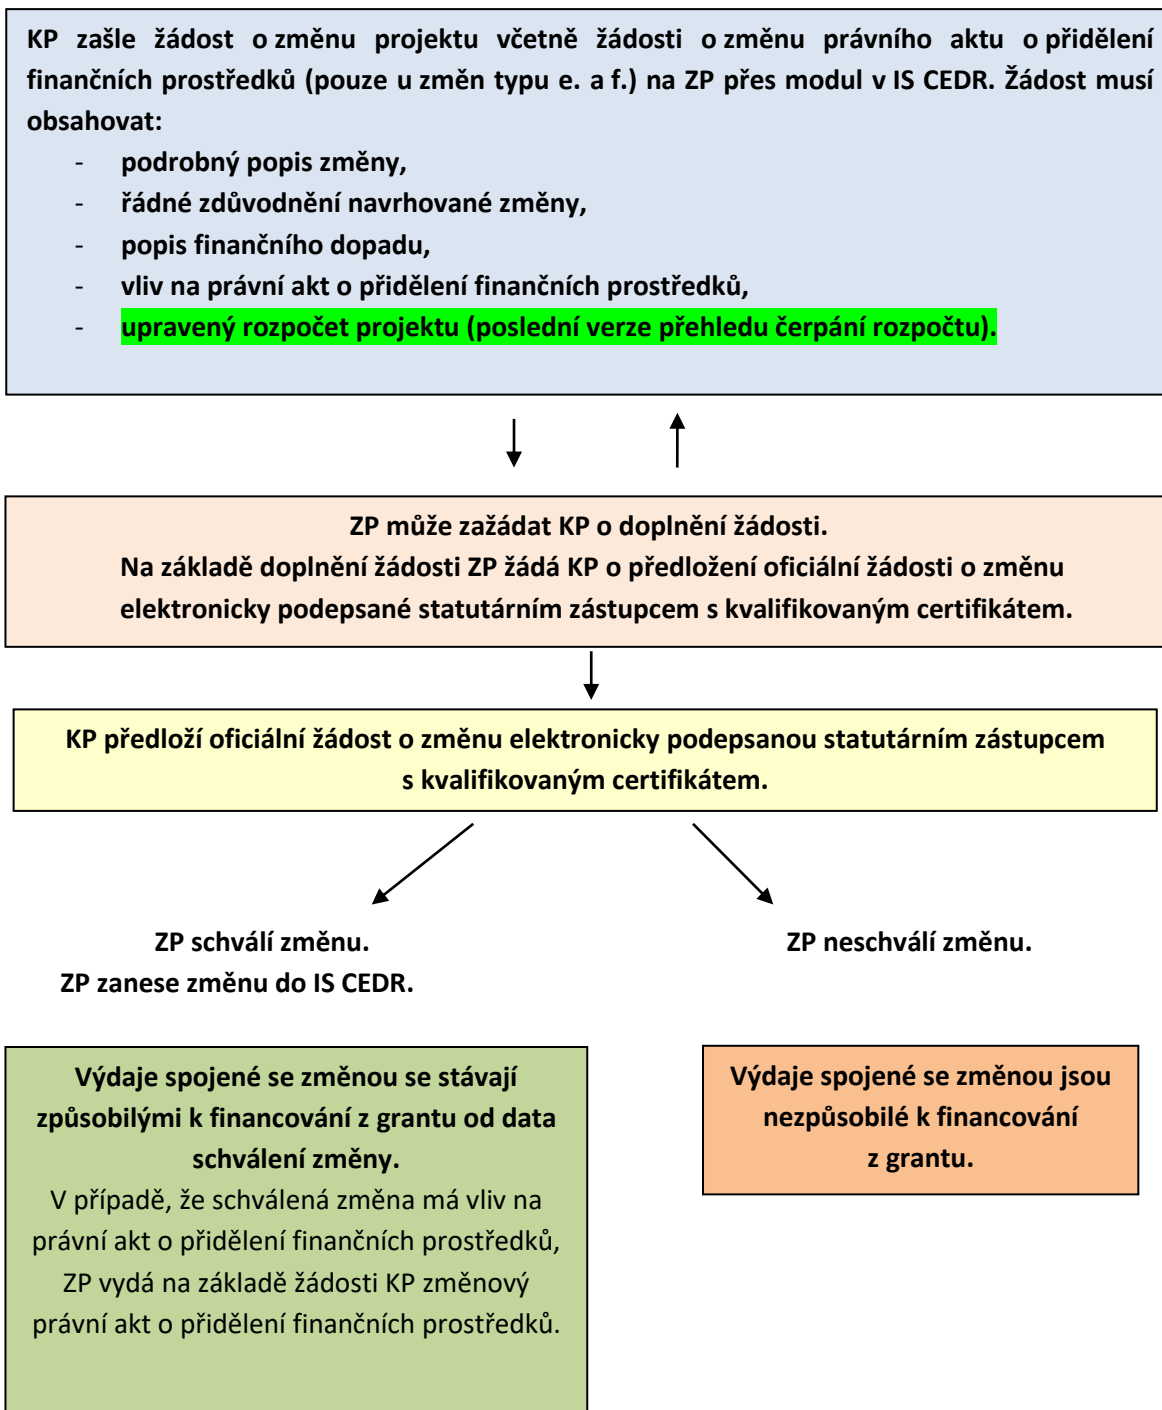 KP zašle žádost o změnu projektu včetně žádosti o změnu právního aktu o přidělení
finančních prostředků (pouze u změn typu e. a f.) na ZP přes modul v IS CEDR. Žádost musí
obsahovat:
- podrobný popis změny,
- řádné zdůvodnění navrhované změny,
- popis finančního dopadu,
- vliv na právní akt o přidělení finančních prostředků,
- upravený rozpočet projektu (poslední verze přehledu čerpání rozpočtu).
ZP může zažádat KP o doplnění žádosti.
Na základě doplnění žádosti ZP žádá KP o předložení oficiální žádosti o změnu
elektronicky podepsané statutárním zástupcem s kvalifikovaným certifikátem.
KP předloží oficiální žádost o změnu elektronicky podepsanou statutárním zástupcem
s kvalifikovaným certifikátem.
ZP schválí změnu.
ZP zanese změnu do IS CEDR.
ZP neschválí změnu.
Výdaje spojené se změnou se stávají
způsobilými k financování z grantu od data
schválení změny.
V případě, že schválená změna má vliv na
právní akt o přidělení finančních prostředků,
ZP vydá na základě žádosti KP změnový
právní akt o přidělení finančních prostředků.
Výdaje spojené se změnou jsou
nezpůsobilé k financování
z grantu.